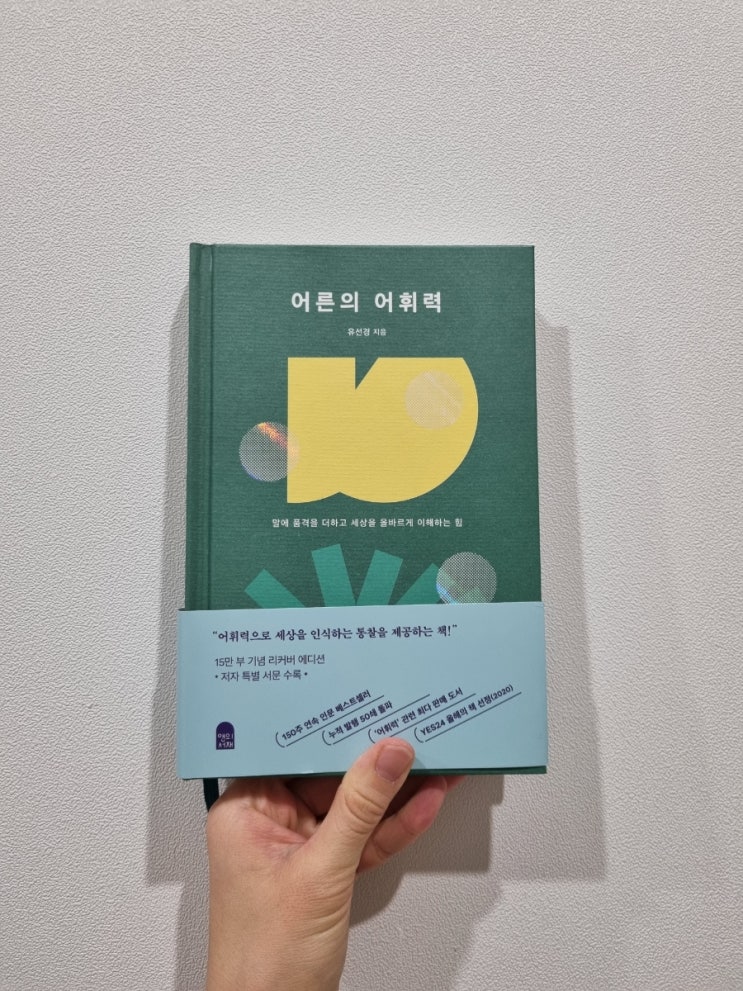 어른의 어휘력
유선경 지음
말에 품격을 더하고 세상을 올바르게 이해하는 힘
“어휘력으로 세상을 인식하는 통찰을 제공하는 책!”
15만 부 기념 리커버 에디션
• 저자 특별 서문 수록 •
150주 연속 인문 베스트셀러
누적 발행 50쇄 돌파
'어휘력' 관련 최다 판매 도서
YES24 올해의 책 선정(2020)
앤의
서재